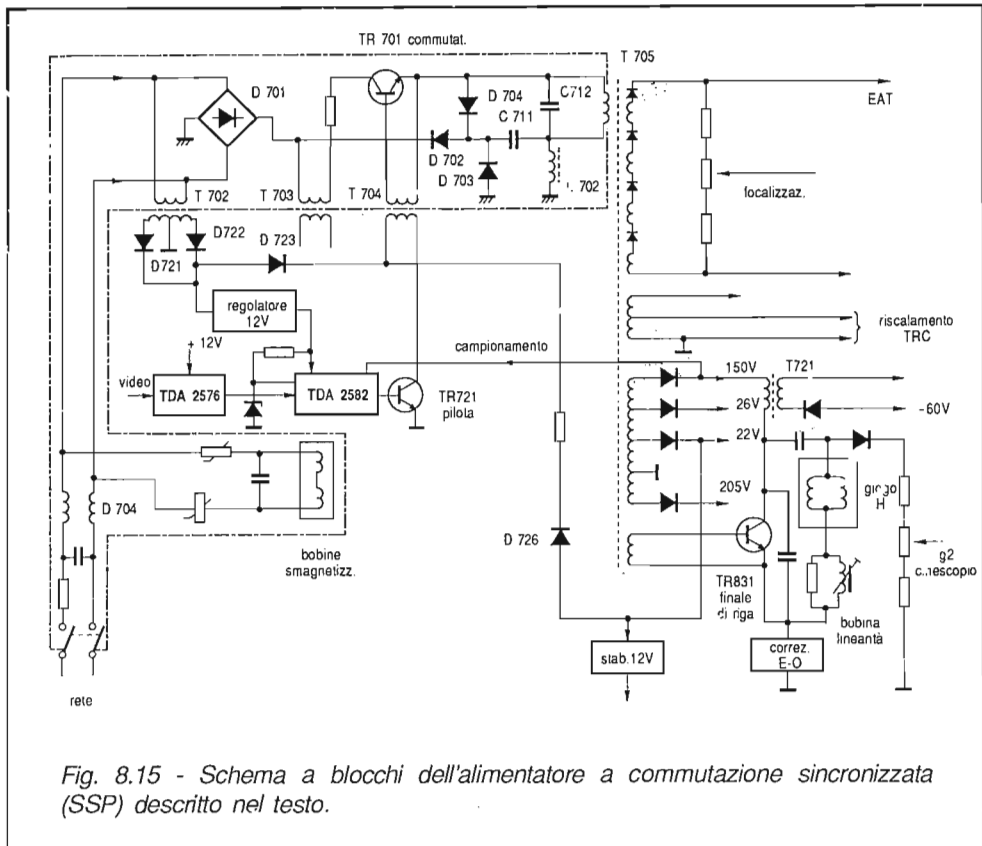 TR 701 commutat.
T 705
D 701
D 704
C712
EAT
C 711
D 702
D 703
702
T 702
T 703
T 704
focalizzaz.
D722
D 723
D721
regolatore
12V
riscaldamento
TRC
+ 12V
campionamento
150V
T721
video
TDA 2576
TDA 2582
TR721
pilota
26V
-60V
22V
D 704
205V
H
g2
D 726
bobine
smagnetizz.
TR831
finale
di riga
bobina
stab.12V
correz.
E-O
rete
Fig. 8.15 - Schema a blocchi dell'alimentatore a commutazione sincronizzata
(SSP) descritto nel testo.